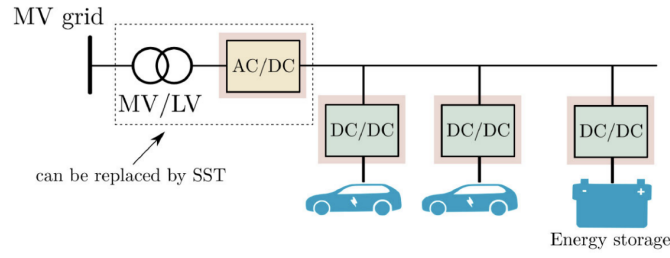 MV grid
AC/DC
MV/LV
can be replaced by SST
DC/DC
DC/DC
DC/DC
- +
Energy storage